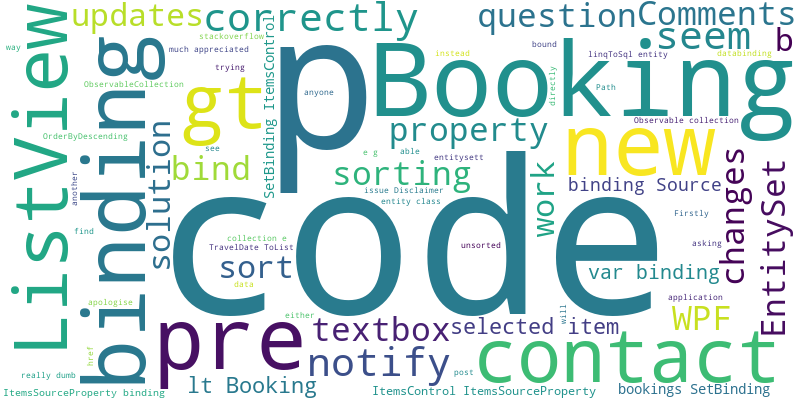 ListView
updates
correctly
stackoverflow
question
Comments
seem
b
way
much appreciated
trying
instead
bound
linqToSql entity
databinding
ObservableCollection
anyone
directly
Path
p
Booking
binding
gt
SetBinding ItemsControl
property
new
Observable collection
OrderByDescending
see
e g
able
entitysett
solution
bind
sorting
work
binding Source
changes
EntitySet
another
issue Disclaimer
entity class
code
Firstly
find
collection e
TravelDate ToList
unsorted
asking
sort
var binding
data
apologise
application
either
will
pre
textbox
selected item
WPF
href
notify
contact
really dumb
post
lt Booking
ItemsSourceProperty binding
ItemsControl ItemsSourceProperty
bookings SetBinding